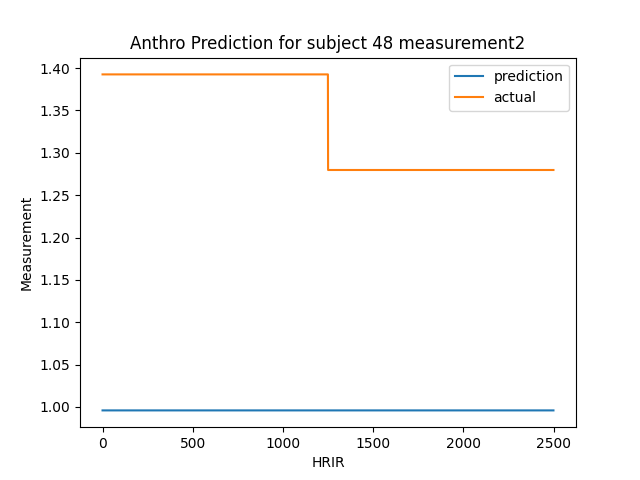 Anthro Prediction for subject 48 measurement2
prediction
actual
Measurement
1.40
1.35
1.30
1.25
1.20
1.15
1.10
1.05
1.00
0 500 1000 1500 2000 2500
HRIR